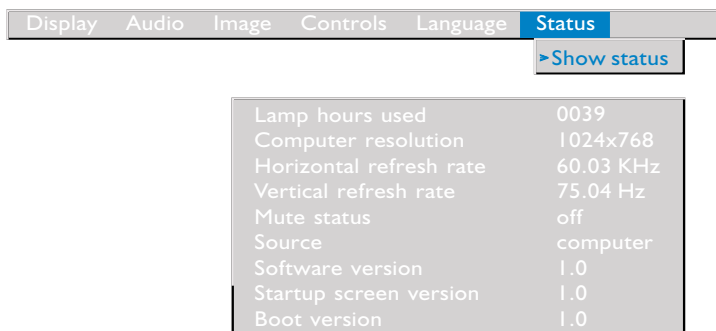 Display Audio Image Controls Language Status
➤Show status
Lamp hours used 0039
Computer resolution 1024x768
Horizontal refresh rate 60.03 KHz
Vertical refresh rate 75.04 Hz
Mute status off
Source computer
Software version 1.0
Startup screen version 1.0
Boot version 1.0